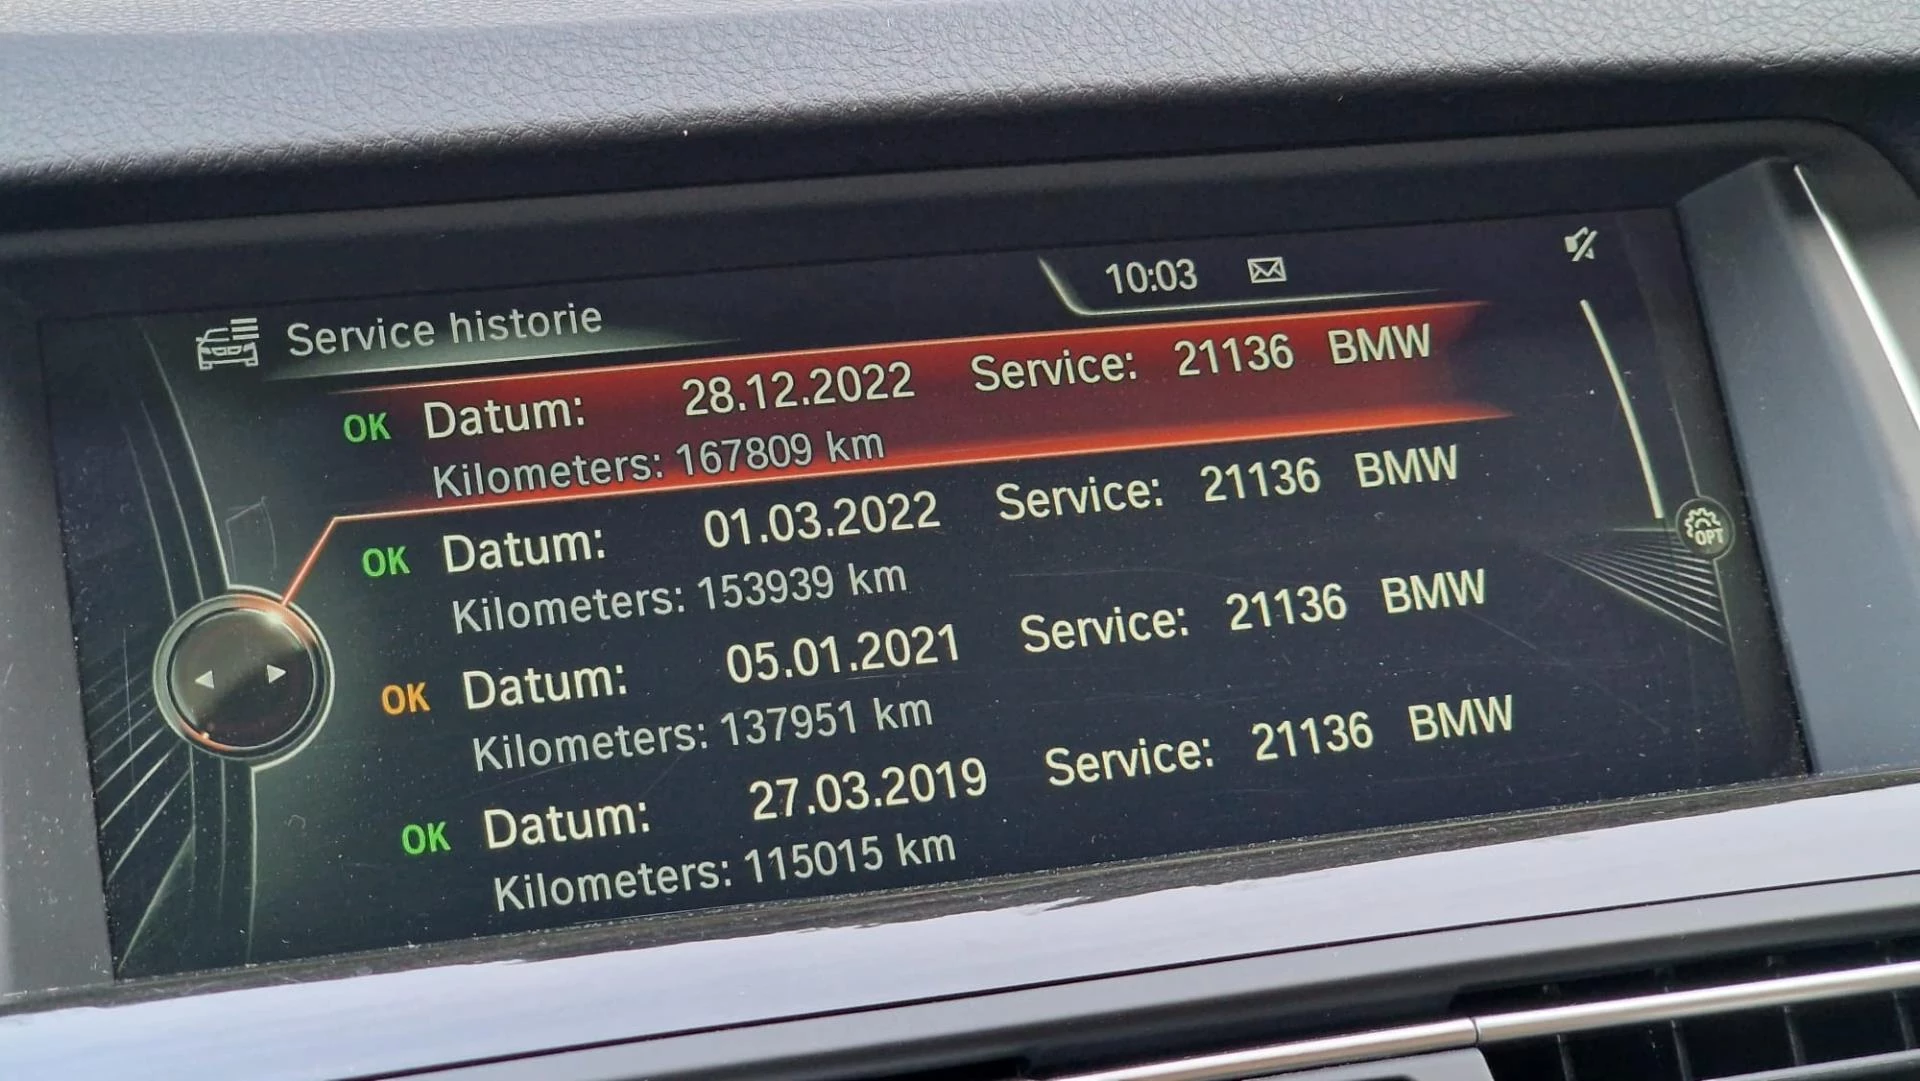 10:03
Service historie
OK Datum: 28.12.2022 Service: 21136 BMW
Kilometers: 167809 km
OK Datum: 01.03.2022 Service: 21136 BMW
Kilometers: 153939 km
OK Datum: 05.01.2021 Service: 21136 BMW
Kilometers: 137951 km
OK Datum: 27.03.2019 Service: 21136 BMW
Kilometers: 115015 km
OPT